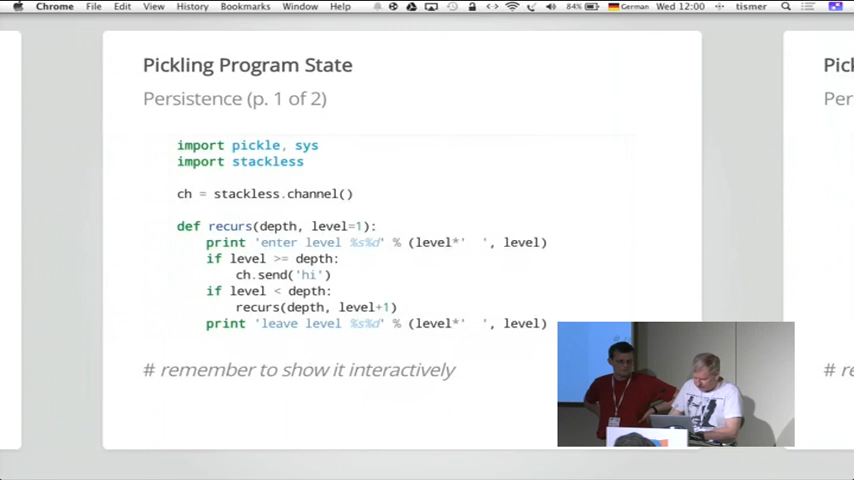 Chrome File Edit View History Bookmarks Window Help 84% German Wed 12:00 tismer
Pickling Program State
Persistence (p. 1 of 2)
import pickle, sys
import stackless
ch = stackless.channel()
def recurs(depth, level=1):
print 'enter level %s%d' % (level*'  ', level)
if level >= depth:
ch.send('hi')
if level < depth:
recurs(depth, level+1)
print 'leave level %s%d' % (level*'  ', level)
# remember to show it interactively
Pick
Per
# re